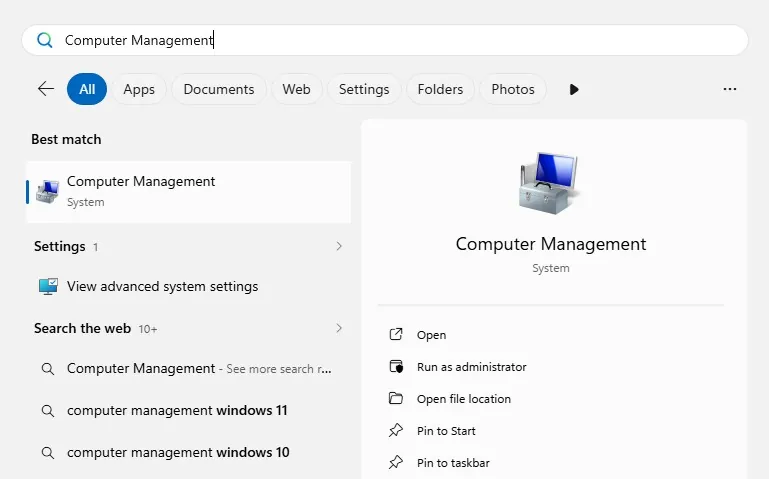 Computer Management
All Apps Documents Web Settings Folders Photos ...
Best match
Computer Management
System
Settings 1
View advanced system settings
Search the web 10+
Computer Management - See more search r...
computer management windows 11
computer management windows 10
Computer Management
System
Open
Run as administrator
Open file location
Pin to Start
Pin to taskbar